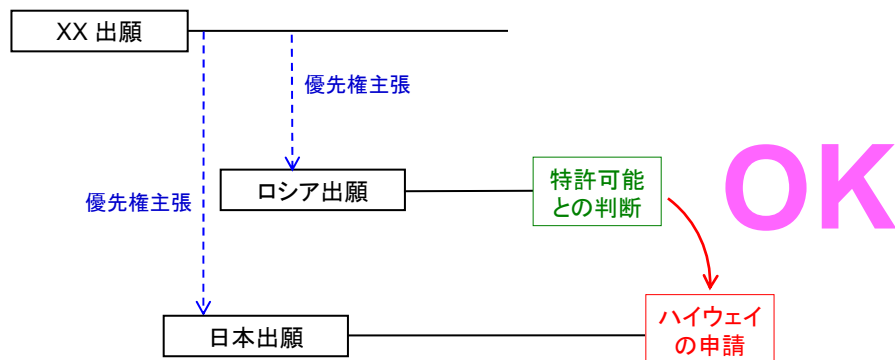 XX 出願
優先権主張
優先権主張
ロシア出願
特許可能
との判断
OK
日本出願
ハイウェイ
の申請